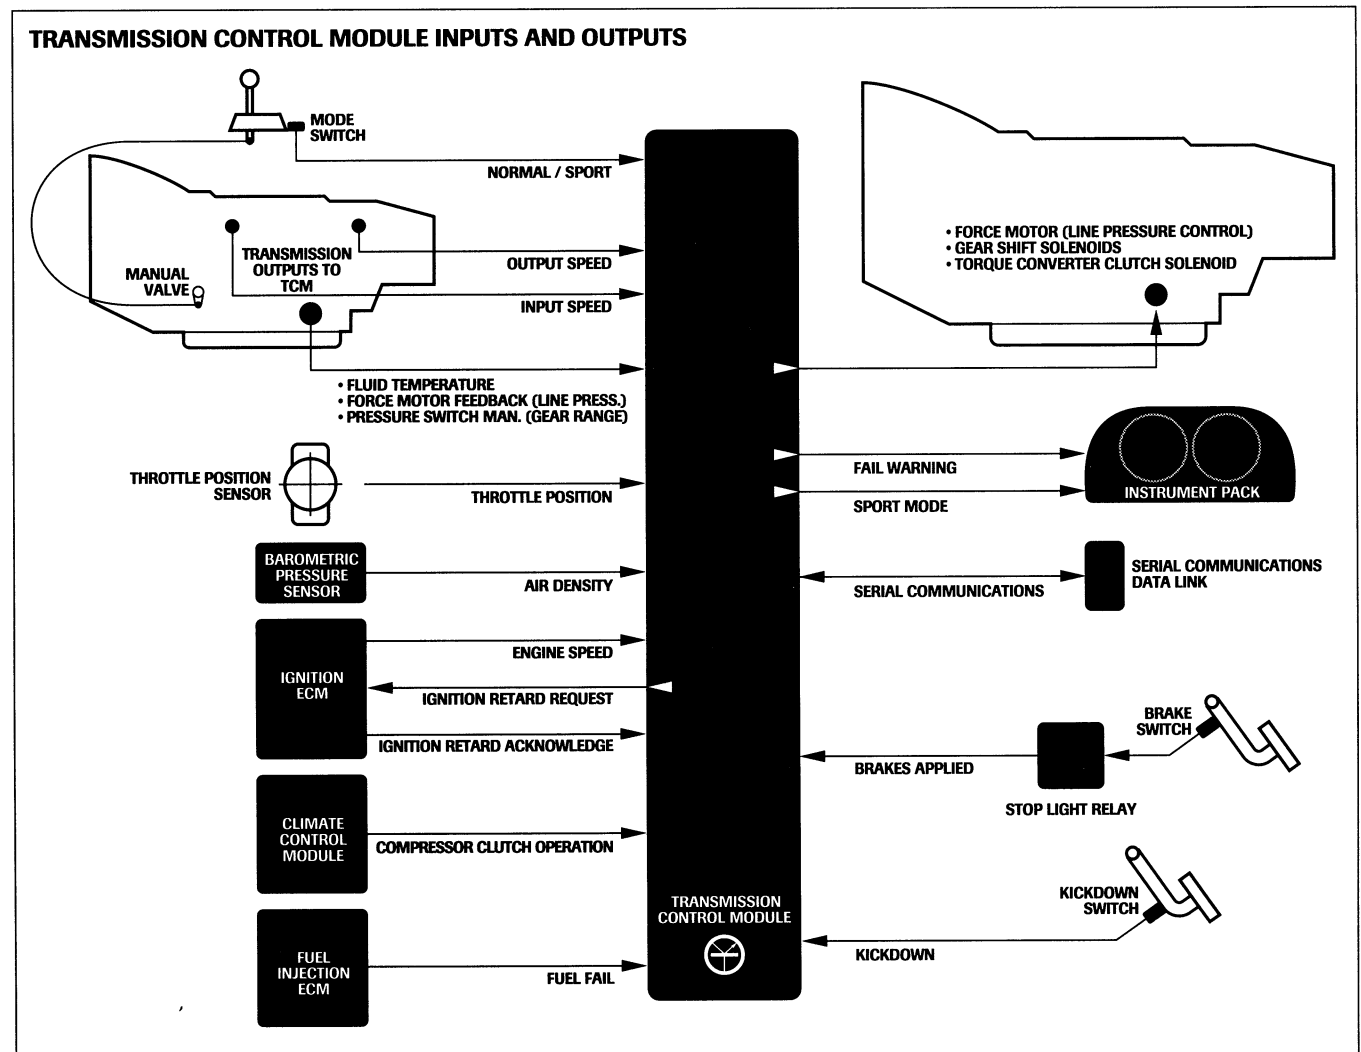 TRANSMISSION CONTROL MODULE INPUTS AND OUTPUTS
MODE
SWITCH
NORMAL / SPORT
TRANSMISSION
OUTPUTS TO
TCM
MANUAL
VALVE
OUTPUT SPEED
INPUT SPEED
• FLUID TEMPERATURE
• FORCE MOTOR FEEDBACK (LINE PRESS.)
• PRESSURE SWITCH MAN. (GEAR RANGE)
THROTTLE POSITION
SENSOR
THROTTLE POSITION
BAROMETRIC
PRESSURE
SENSOR
AIR DENSITY
IGNITION
ECM
ENGINE SPEED
IGNITION RETARD REQUEST
IGNITION RETARD ACKNOWLEDGE
CLIMATE
CONTROL
MODULE
COMPRESSOR CLUTCH OPERATION
FUEL
INJECTION
ECM
FUEL FAIL
TRANSMISSION
CONTROL MODULE
• FORCE MOTOR (LINE PRESSURE CONTROL)
• GEAR SHIFT SOLENOIDS
• TORQUE CONVERTER CLUTCH SOLENOID
FAIL WARNING
SPORT MODE
INSTRUMENT PACK
SERIAL COMMUNICATIONS
SERIAL COMMUNICATIONS
DATA LINK
BRAKE
SWITCH
BRAKES APPLIED
STOP LIGHT RELAY
KICKDOWN
SWITCH
KICKDOWN